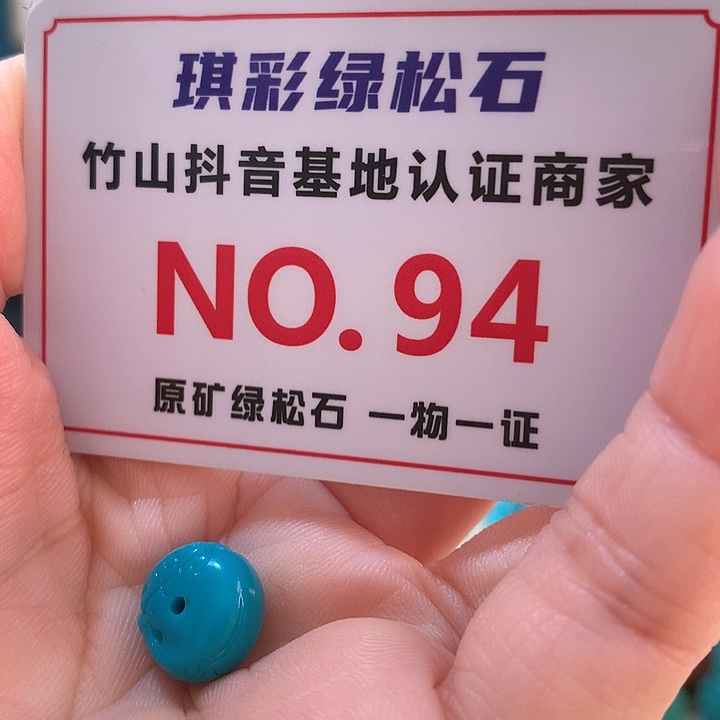 琪彩绿松石
竹山抖音基地认证商家
NO.94
原矿绿松石 一物一证